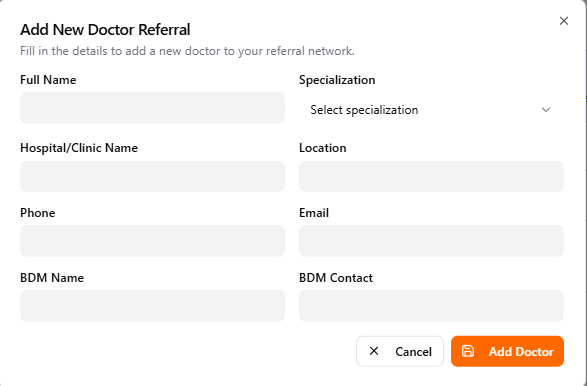 Add New Doctor Referral
Fill in the details to add a new doctor to your referral network.
Full Name
Specialization
Select specialization
Hospital/Clinic Name
Location
Phone
Email
BDM Name
BDM Contact
Cancel
Add Doctor